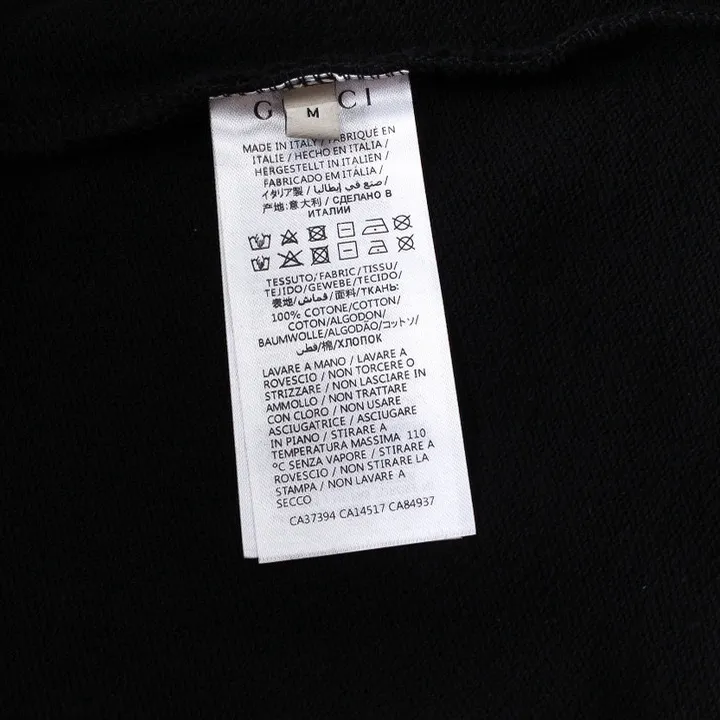 G CCI
M
MADE IN ITALY / FABRIQUÉ EN
ITALIE / HECHO EN ITALIA /
HERGESTELLT IN ITALIEN /
FABRICADO EM ITÁLIA /
イタリア製 / صنع في إيطاليا /
产地:意大利 / СДЕЛАНО В
ИТАЛИИ
TESSUTO/FABRIC/TISSU/
TEJIDO/GEWEBE/TECIDO/
表地/قماش/面料/ТКАНЬ:
100% COTONE/COTTON/
COTON/ALGODON/
BAUMWOLLE/ALGODÃO/コットン/
قطن/棉/ХЛОПОК
LAVARE A MANO / LAVARE A
ROVESCIO / NON TORCERE O
STRIZZARE / NON LASCIARE IN
AMMOLLO / NON TRATTARE
CON CLORO / NON USARE
ASCIUGATRICE / ASCIUGARE
IN PIANO / STIRARE A
TEMPERATURA MASSIMA 110
°C SENZA VAPORE / STIRARE A
ROVESCIO / NON STIRARE LA
STAMPA / NON LAVARE A
SECCO
CA37394 CA14517 CA84937